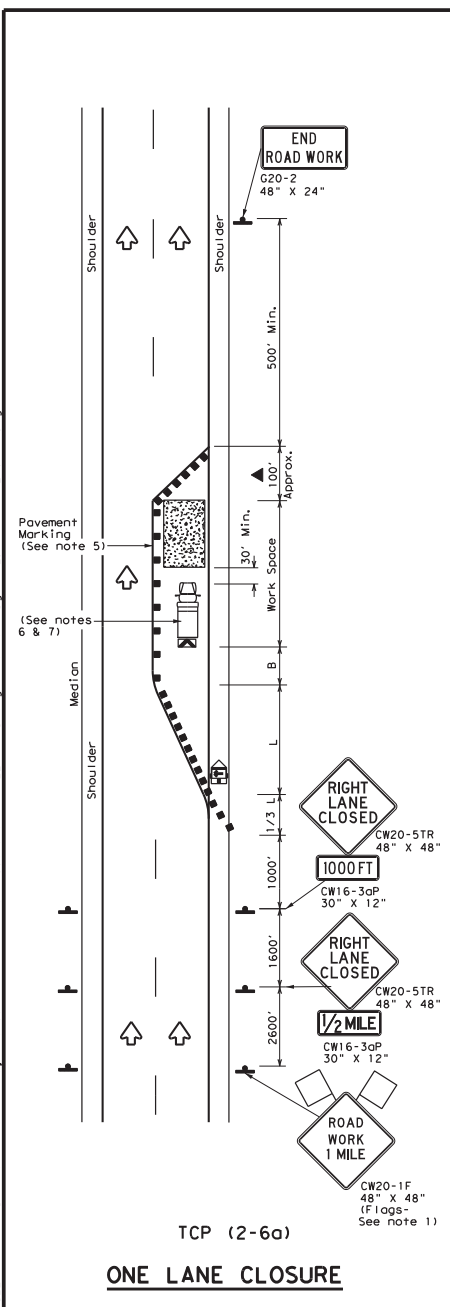 END
ROAD WORK
G20-2
48" X 24"
Shoulder
Shoulder
500' Min.
100'
Approx.
Pavement
Marking
(See note 5)
30' Min.
Work Space
(See notes
6 & 7)
B
Median
L
Shoulder
1/3 L
RIGHT
LANE
CLOSED
CW20-5TR
48" X 48"
1000 FT
CW16-3aP
30" X 12"
1000'
1600'
RIGHT
LANE
CLOSED
CW20-5TR
48" X 48"
1/2 MILE
CW16-3aP
30" X 12"
2600'
ROAD
WORK
1 MILE
CW20-1F
48" X 48"
(Flags-
See note 1)
TCP (2-6a)
ONE LANE CLOSURE